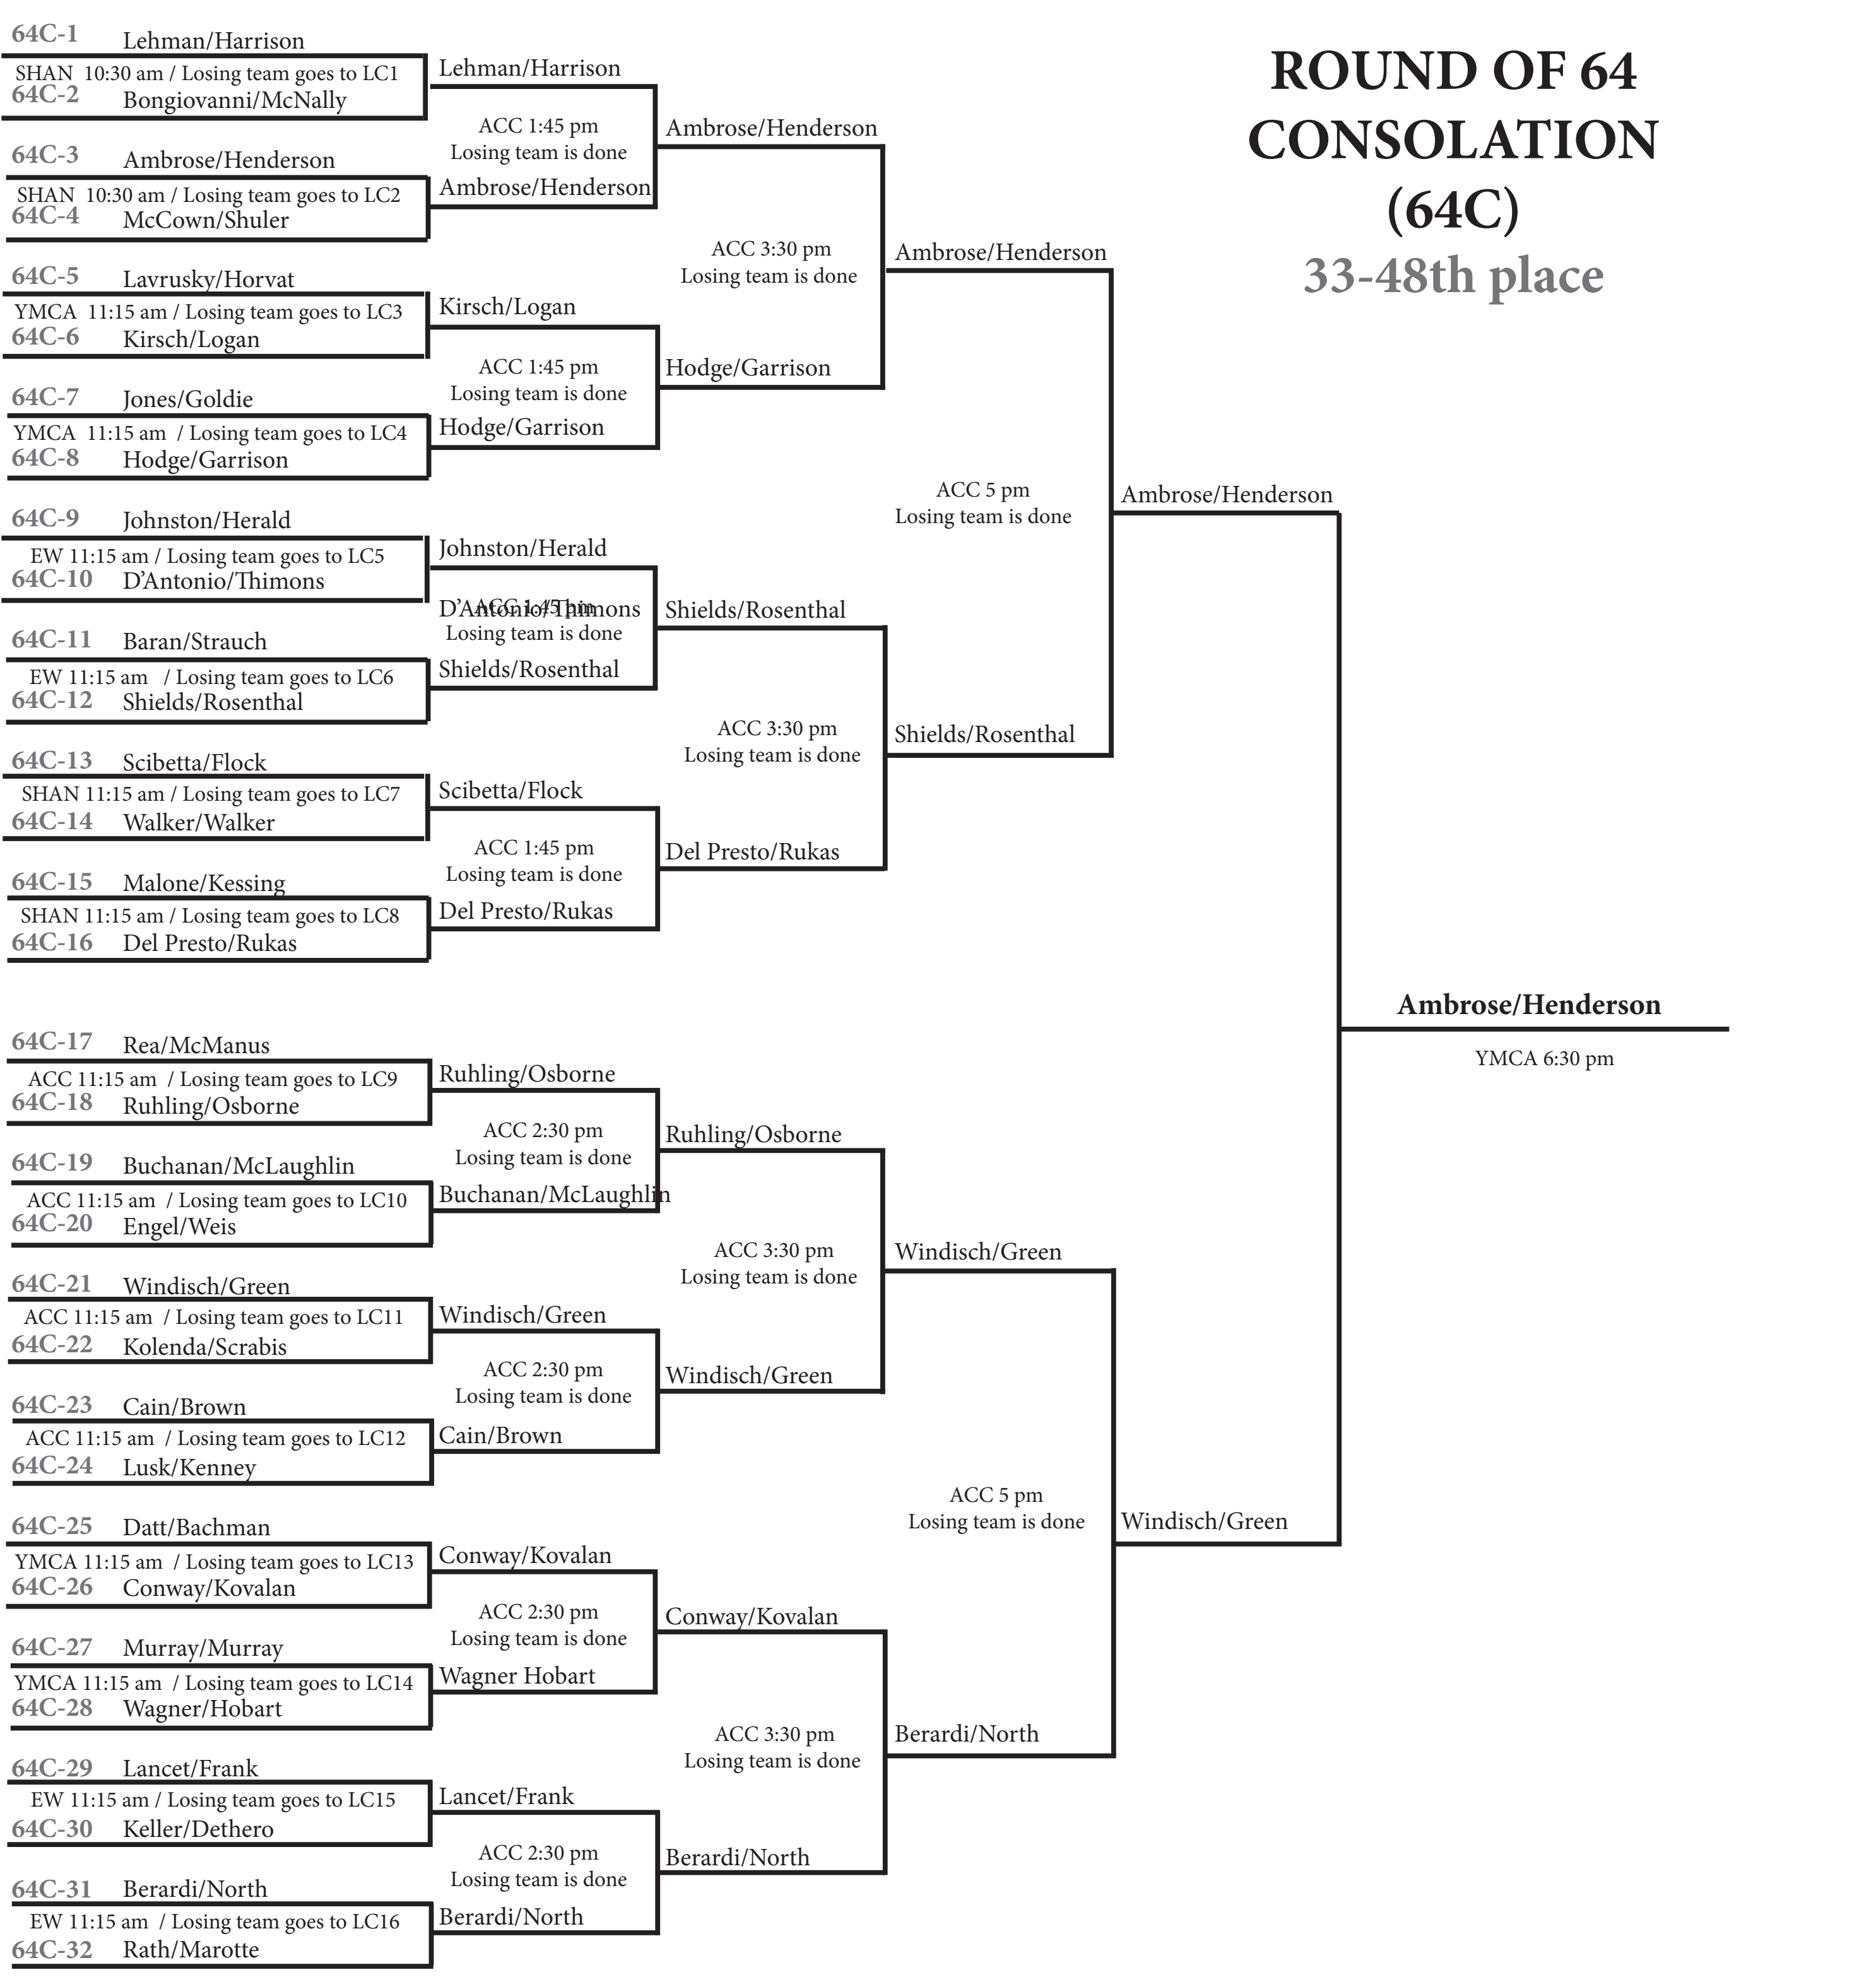 ROUND OF 64
CONSOLATION
(64C)
33-48th place
64C-1 Lehman/Harrison
SHAN 10:30 am / Losing team goes to LC1
64C-2 Bongiovanni/McNally
64C-3 Ambrose/Henderson
SHAN 10:30 am / Losing team goes to LC2
64C-4 McCown/Shuler
64C-5 Lavrusky/Horvat
YMCA 11:15 am / Losing team goes to LC3
64C-6 Kirsch/Logan
64C-7 Jones/Goldie
YMCA 11:15 am / Losing team goes to LC4
64C-8 Hodge/Garrison
64C-9 Johnston/Herald
EW 11:15 am / Losing team goes to LC5
64C-10 D’Antonio/Thimons
64C-11 Baran/Strauch
EW 11:15 am / Losing team goes to LC6
64C-12 Shields/Rosenthal
64C-13 Scibetta/Flock
SHAN 11:15 am / Losing team goes to LC7
64C-14 Walker/Walker
64C-15 Malone/Kessing
SHAN 11:15 am / Losing team goes to LC8
64C-16 Del Presto/Rukas
64C-17 Rea/McManus
ACC 11:15 am / Losing team goes to LC9
64C-18 Ruhling/Osborne
64C-19 Buchanan/McLaughlin
ACC 11:15 am / Losing team goes to LC10
64C-20 Engel/Weis
64C-21 Windisch/Green
ACC 11:15 am / Losing team goes to LC11
64C-22 Kolenda/Scrabis
64C-23 Cain/Brown
ACC 11:15 am / Losing team goes to LC12
64C-24 Lusk/Kenney
64C-25 Datt/Bachman
YMCA 11:15 am / Losing team goes to LC13
64C-26 Conway/Kovalan
64C-27 Murray/Murray
YMCA 11:15 am / Losing team goes to LC14
64C-28 Wagner/Hobart
64C-29 Lancet/Frank
EW 11:15 am / Losing team goes to LC15
64C-30 Keller/Dethero
64C-31 Berardi/North
EW 11:15 am / Losing team goes to LC16
64C-32 Rath/Marotte
Lehman/Harrison
ACC 1:45 pm
Losing team is done
Ambrose/Henderson
Kirsch/Logan
ACC 1:45 pm
Losing team is done
Hodge/Garrison
Johnston/Herald
D’Antonio/Thimons
ACC 1:45 pm
Losing team is done
Shields/Rosenthal
Scibetta/Flock
ACC 1:45 pm
Losing team is done
Del Presto/Rukas
Ruhling/Osborne
ACC 2:30 pm
Losing team is done
Buchanan/McLaughlin
Windisch/Green
ACC 2:30 pm
Losing team is done
Cain/Brown
Conway/Kovalan
ACC 2:30 pm
Losing team is done
Wagner Hobart
Lancet/Frank
ACC 2:30 pm
Losing team is done
Berardi/North
Ambrose/Henderson
ACC 3:30 pm
Losing team is done
Hodge/Garrison
Shields/Rosenthal
ACC 3:30 pm
Losing team is done
Del Presto/Rukas
Ruhling/Osborne
ACC 3:30 pm
Losing team is done
Windisch/Green
Conway/Kovalan
ACC 3:30 pm
Losing team is done
Berardi/North
Ambrose/Henderson
ACC 5 pm
Losing team is done
Shields/Rosenthal
Windisch/Green
ACC 5 pm
Losing team is done
Berardi/North
Ambrose/Henderson
Windisch/Green
Ambrose/Henderson
YMCA 6:30 pm